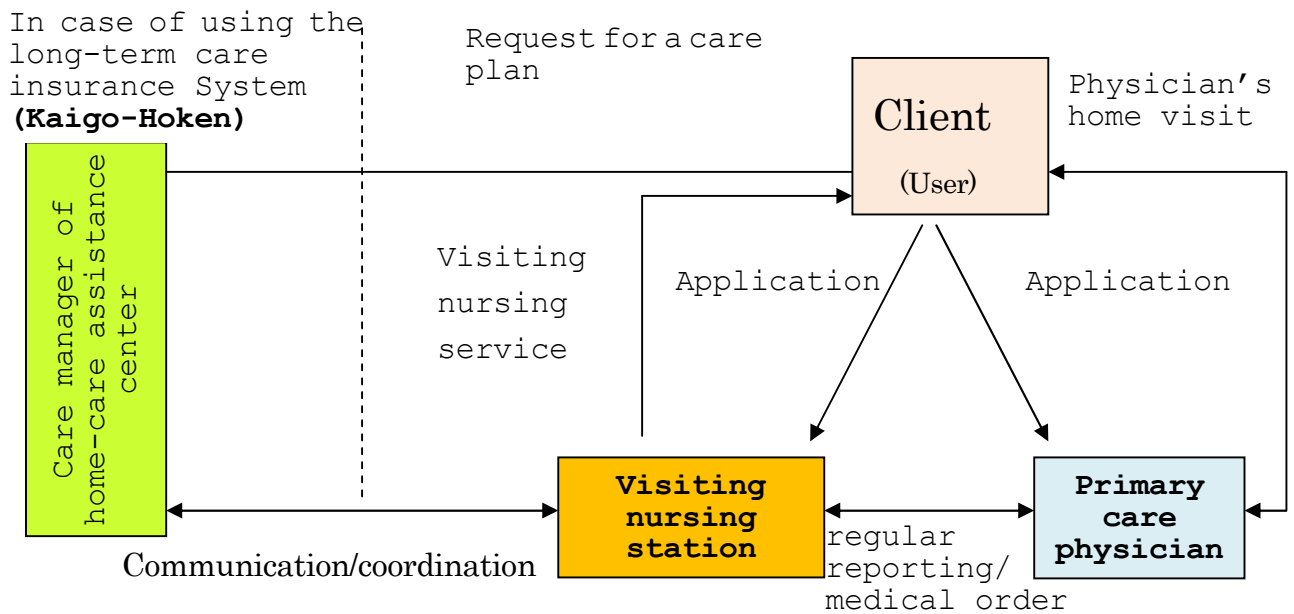 In case of using the
long-term care
insurance System
(Kaigo-Hoken)
Request for a care
plan
Client
(User)
Physician's
home visit
Care manager of
home-care assistance
center
Visiting
nursing
service
Application
Application
Visiting
nursing
station
Primary
care
physician
Communication/coordination
regular
reporting/
medical order